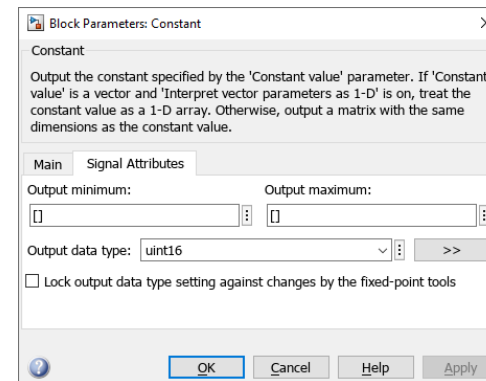 Block Parameters: Constant
Constant
Output the constant specified by the 'Constant value' parameter. If 'Constant
value' is a vector and 'Interpret vector parameters as 1-D' is on, treat the
constant value as a 1-D array. Otherwise, output a matrix with the same
dimensions as the constant value.
Main Signal Attributes
Output minimum: Output maximum:
[] []
Output data type: uint16 >>
Lock output data type setting against changes by the fixed-point tools
OK Cancel Help Apply